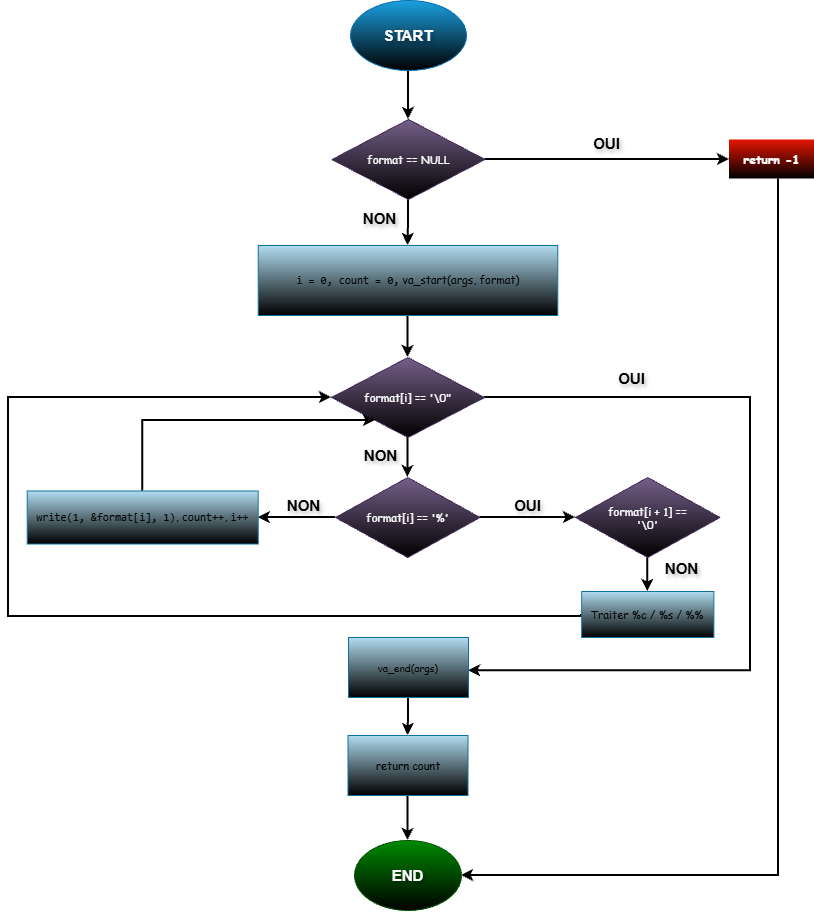 START
format == NULL
OUI
return -1
NON
i = 0, count = 0, va_start(args, format)
format[i] == '\0"
OUI
NON
write(1, &format[i], 1), count++, i++
NON
format[i] == '%'
OUI
format[i + 1] ==
'\0'
NON
Traiter %c / %s / %%
va_end(args)
return count
END